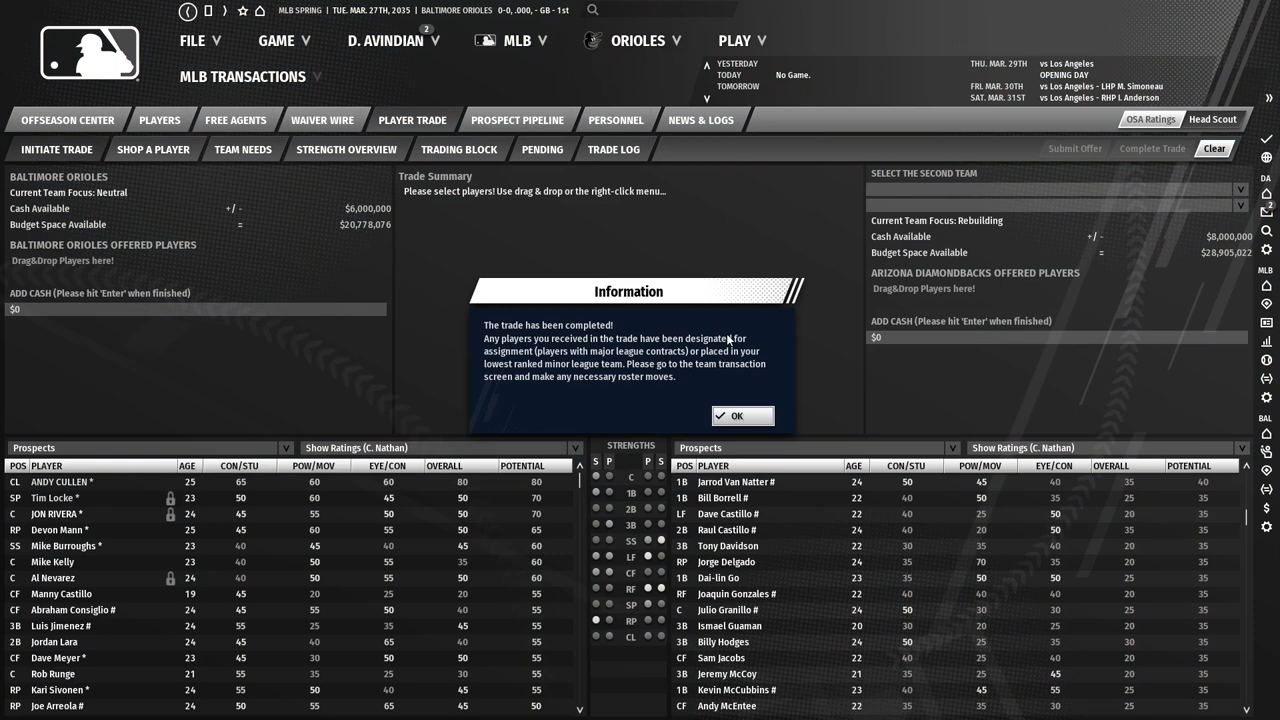 MLB SPRING | TUE. MAR. 27TH, 2035 | BALTIMORE ORIOLES 0-0, .000, - GB - 1st
FILE GAME D. AVINDIAN 2 MLB ORIOLES PLAY
MLB TRANSACTIONS
YESTERDAY
TODAY No Game.
TOMORROW
THU. MAR. 29TH vs Los Angeles
OPENING DAY
FRI. MAR. 30TH vs Los Angeles - LHP M. Simoneau
SAT. MAR. 31ST vs Los Angeles - RHP I. Anderson
OFFSEASON CENTER PLAYERS FREE AGENTS WAIVER WIRE PLAYER TRADE PROSPECT PIPELINE PERSONNEL NEWS & LOGS OSA Ratings Head Scout
INITIATE TRADE SHOP A PLAYER TEAM NEEDS STRENGTH OVERVIEW TRADING BLOCK PENDING TRADE LOG Submit Offer Complete Trade Clear
BALTIMORE ORIOLES
Current Team Focus: Neutral
Cash Available +/- $6,000,000
Budget Space Available = $20,778,076
BALTIMORE ORIOLES OFFERED PLAYERS
Drag&Drop Players here!
ADD CASH (Please hit 'Enter' when finished)
$0
Trade Summary
Please select players! Use drag & drop or the right-click menu...
SELECT THE SECOND TEAM
Current Team Focus: Rebuilding
Cash Available +/- $8,000,000
Budget Space Available = $28,905,022
ARIZONA DIAMONDBACKS OFFERED PLAYERS
Drag&Drop Players here!
ADD CASH (Please hit 'Enter' when finished)
$0
Information
The trade has been completed!
Any players you received in the trade have been designated for
assignment (players with major league contracts) or placed in your
lowest ranked minor league team. Please go to the team transaction
screen and make any necessary roster moves.
OK
Prospects Show Ratings (C. Nathan)
POS PLAYER AGE CON/STU POW/MOV EYE/CON OVERALL POTENTIAL
CL ANDY CULLEN * 25 65 60 60 80 80
SP Tim Locke * 23 50 60 45 50 70
C JON RIVERA * 24 45 55 50 50 70
RP Devon Mann * 25 60 55 50 55 65
SS Mike Burroughs * 23 40 45 40 45 60
C Mike Kelly 23 40 50 55 35 60
C Al Nevarez 24 40 50 55 50 60
CF Manny Castillo 19 45 20 25 20 55
CF Abraham Consiglio # 24 45 55 50 40 55
3B Luis Jimenez # 24 55 25 35 45 55
2B Jordan Lara 24 45 40 65 40 55
CF Dave Meyer * 23 45 30 50 45 55
C Rob Runge 21 55 35 25 30 55
RP Kari Sivonen * 24 55 50 40 45 55
RP Joe Arreola # 24 50 55 65 45 50
STRENGTHS
S P P S
C
1B
2B
3B
SS
LF
CF
RF
SP
RP
CL
Prospects Show Ratings (C. Nathan)
POS PLAYER AGE CON/STU POW/MOV EYE/CON OVERALL POTENTIAL
1B Jarrod Van Natter # 24 50 45 40 35 40
1B Bill Borrell # 22 40 50 35 25 35
LF Dave Castillo # 22 40 25 50 25 35
2B Raul Castillo # 24 40 20 50 20 35
3B Tony Davidson 22 30 35 40 20 35
RP Jorge Delgado 22 35 70 40 30 35
1B Dai-lin Go 23 35 50 50 20 35
RF Joaquin Gonzales # 22 40 40 40 20 35
C Julio Granillo # 24 50 30 30 25 35
3B Ismael Guaman 20 30 20 25 20 35
3B Billy Hodges 24 50 25 35 30 35
CF Sam Jacobs 22 40 25 40 20 35
3B Jeremy McCoy 21 35 25 45 20 35
1B Kevin McCubbins # 23 40 45 55 20 35
CF Andy McEntee 24 40 35 40 35 35
DA
2
MLB
BAL